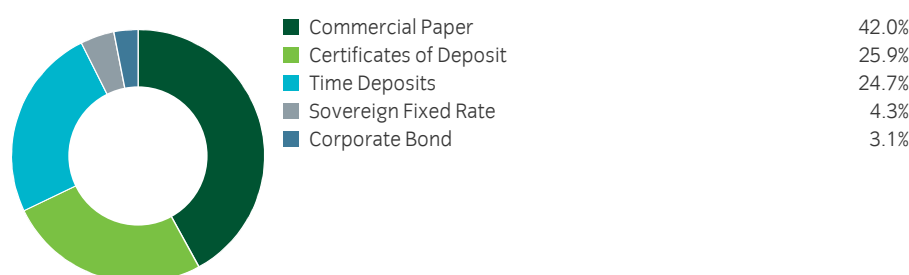 Commercial Paper 42.0%
Certificates of Deposit 25.9%
Time Deposits 24.7%
Sovereign Fixed Rate 4.3%
Corporate Bond 3.1%